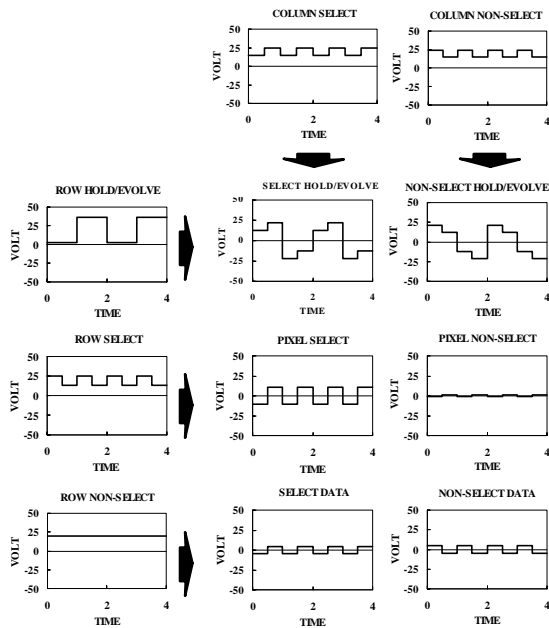 COLUMN SELECT COLUMN NON-SELECT
50 50
25 25
VOLT 0 VOLT 0
-25 -25
-50 -50
0 2 4 0 2 4
TIME TIME
ROW HOLD/EVOLVE SELECT HOLD/EVOLVE NON-SELECT HOLD/EVOLVE
50 50 50
25 25 25
VOLT 0 VOLT 0 VOLT 0
-25 -25 -25
-50 -50 -50
0 2 4 0 2 4 0 2 4
TIME TIME TIME
ROW SELECT PIXEL SELECT PIXEL NON-SELECT
50 50 50
25 25 25
VOLT 0 VOLT 0 VOLT 0
-25 -25 -25
-50 -50 -50
0 2 4 0 2 4 0 2 4
TIME TIME TIME
ROW NON-SELECT SELECT DATA NON-SELECT DATA
50 50 50
25 25 25
VOLT 0 VOLT 0 VOLT 0
-25 -25 -25
-50 -50 -50
0 2 4 0 2 4 0 2 4
TIME TIME TIME